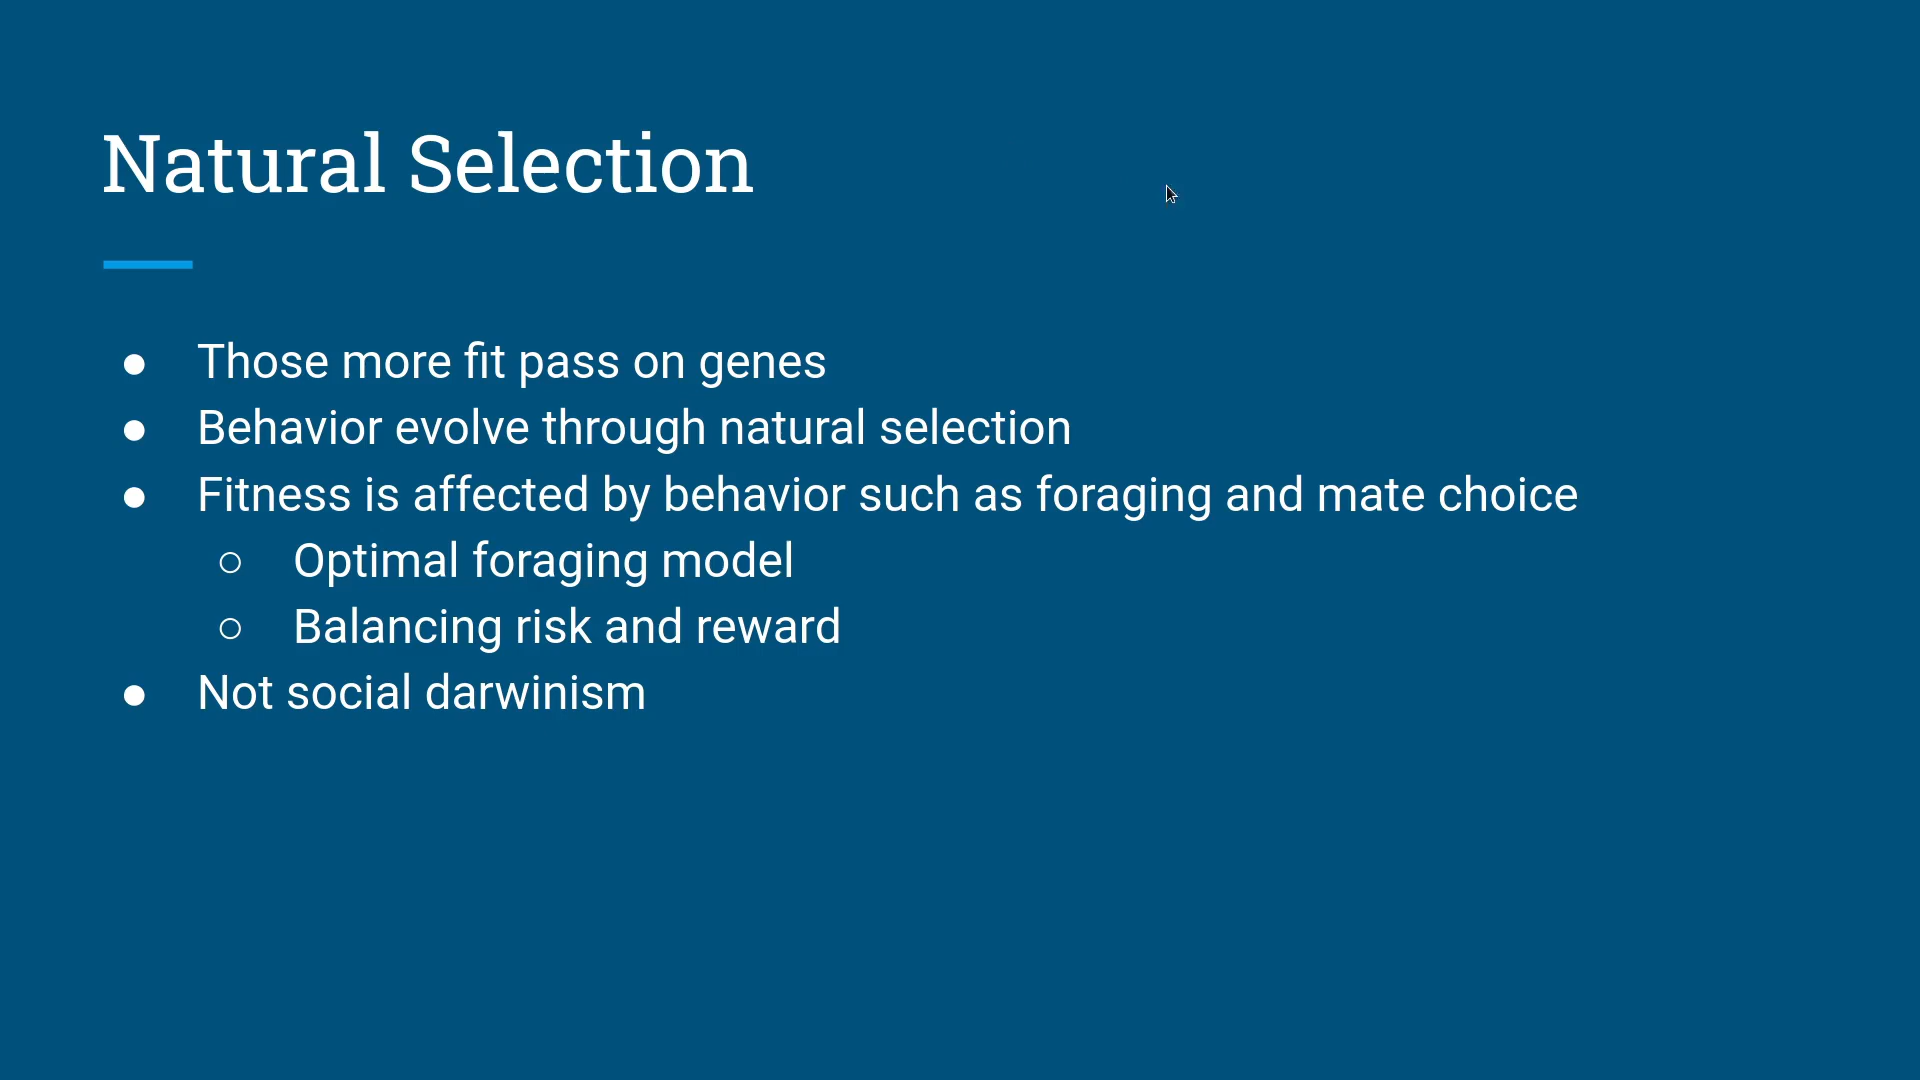 Natural Selection
● Those more fit pass on genes
● Behavior evolve through natural selection
● Fitness is affected by behavior such as foraging and mate choice
○ Optimal foraging model
○ Balancing risk and reward
● Not social darwinism